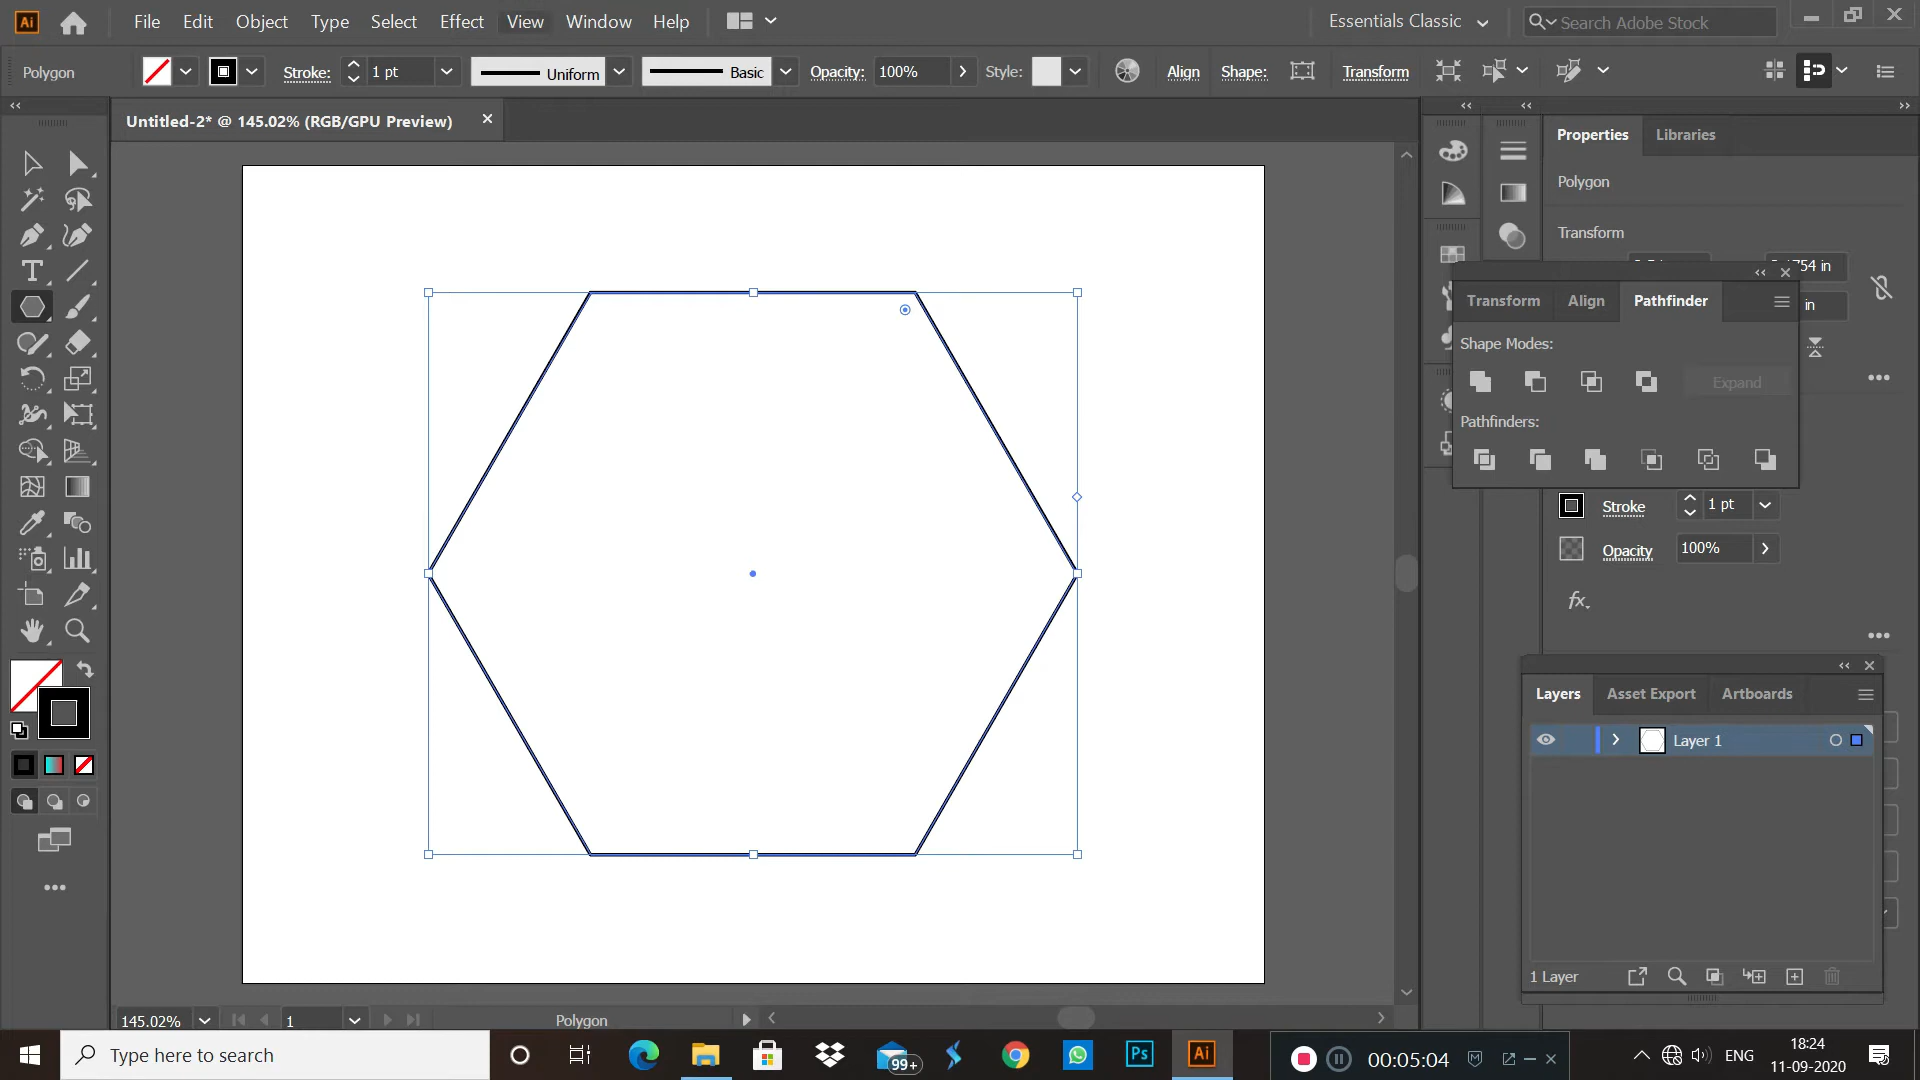 Ai File Edit Object Type Select Effect View Window Help Essentials Classic Search Adobe Stock
Polygon Stroke: 1 pt Uniform Basic Opacity: 100% Style: Align Shape: Transform
Untitled-2* @ 145.02% (RGB/GPU Preview)
Properties Libraries
Polygon
Transform
754 in
in
Transform Align Pathfinder
Shape Modes:
Expand
Pathfinders:
Stroke 1 pt
Opacity 100%
fx
Layers Asset Export Artboards
Layer 1
1 Layer
145.02% 1 Polygon
Type here to search
99+
Ps
Ai
00:05:04
ENG
18:24
11-09-2020